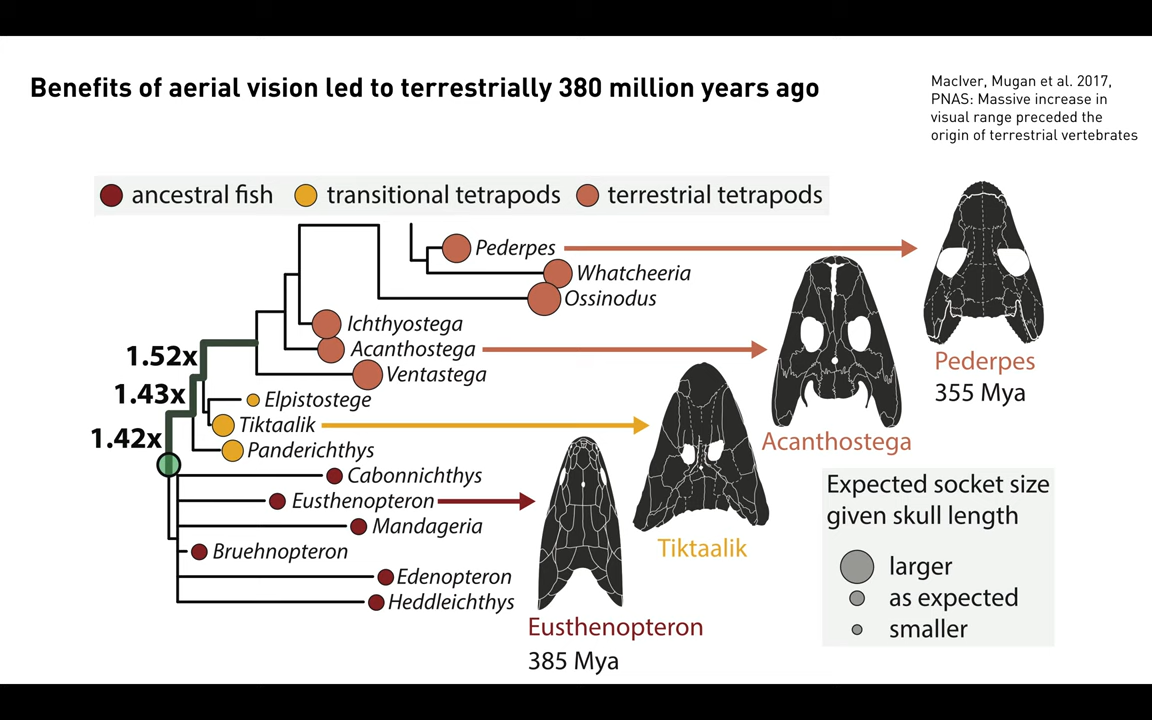 Benefits of aerial vision led to terrestrially 380 million years ago
MacIver, Mugan et al. 2017,
PNAS: Massive increase in
visual range preceded the
origin of terrestrial vertebrates
ancestral fish
transitional tetrapods
terrestrial tetrapods
Pederpes
Whatcheeria
Ossinodus
Ichthyostega
Acanthostega
Ventastega
Elpistostege
Tiktaalik
Panderichthys
Cabonnichthys
Eusthenopteron
Mandageria
Bruehnopteron
Edenopteron
Heddleichthys
1.52x
1.43x
1.42x
Eusthenopteron
385 Mya
Tiktaalik
Acanthostega
Pederpes
355 Mya
Expected socket size
given skull length
larger
as expected
smaller